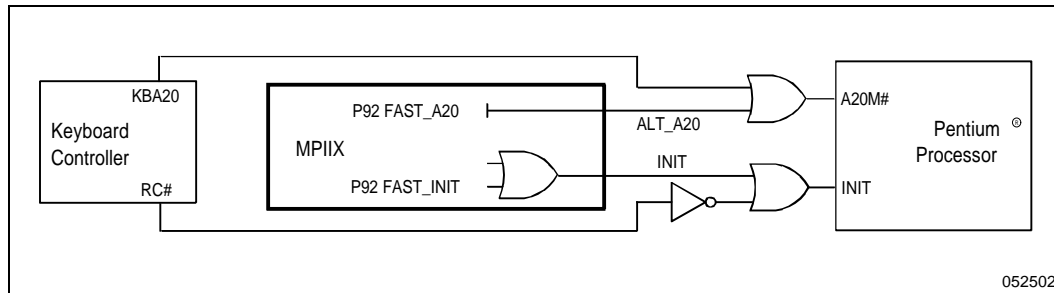 KBA20
Keyboard
Controller
RC#
P92 FAST_A20
MPIIX
P92 FAST_INIT
ALT_A20
INIT
A20M#
Pentium ®
Processor
INIT
052502